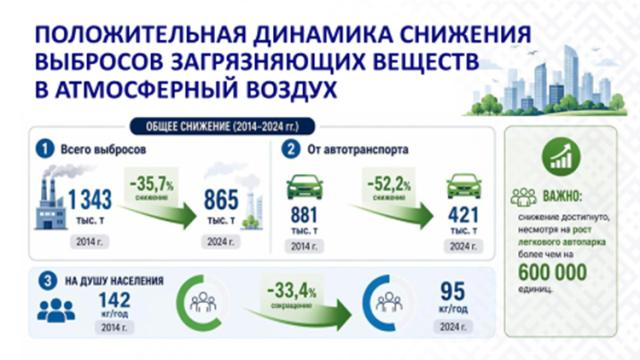 ПОЛОЖИТЕЛЬНАЯ ДИНАМИКА СНИЖЕНИЯ
ВЫБРОСОВ ЗАГРЯЗНЯЮЩИХ ВЕЩЕСТВ
В АТМОСФЕРНЫЙ ВОЗДУХ
ОБЩЕЕ СНИЖЕНИЕ (2014–2024 гг.)
1 Всего выбросов
1 343
тыс. т
2014 г.
–35,7%
снижение
865
тыс. т
2024 г.
2 От автотранспорта
881
тыс. т
2014 г.
–52,2%
снижение
421
тыс. т
2024 г.
3 НА ДУШУ НАСЕЛЕНИЯ
142
кг/год
2014 г.
–33,4%
сокращение
95
кг/год
2024 г.
ВАЖНО:
снижение достигнуто,
несмотря на рост
легкового автопарка
более чем на
600 000
единиц.